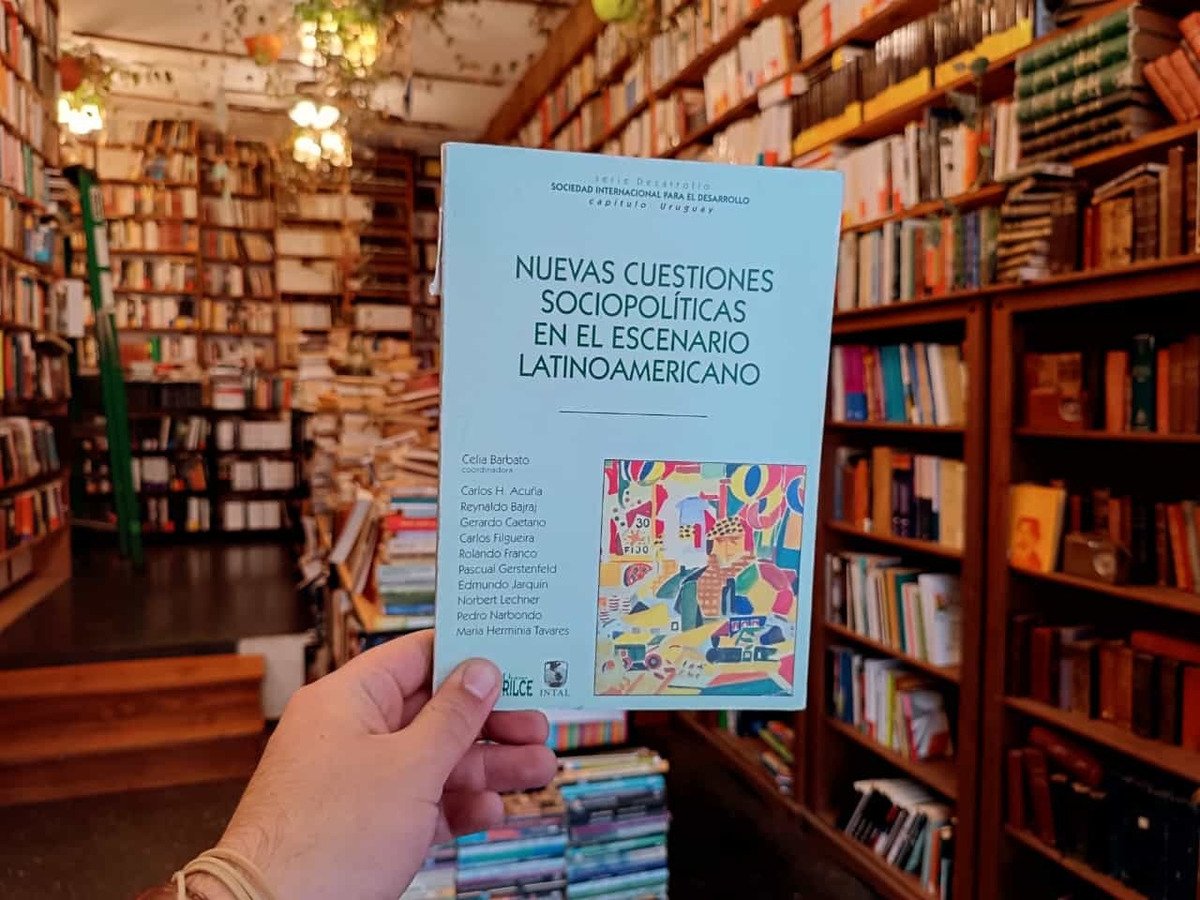 serie Desarrollo
SOCIEDAD INTERNACIONAL PARA EL DESARROLLO
capítulo Uruguay
NUEVAS CUESTIONES
SOCIOPOLÍTICAS
EN EL ESCENARIO
LATINOAMERICANO
Celia Barbato
coordinadora
Carlos H. Acuña
Reynaldo Bajraj
Gerardo Caetano
Carlos Filgueira
Rolando Franco
Pascual Gerstenfeld
Edmundo Jarquín
Norbert Lechner
Pedro Narbondo
Maria Herminia Tavares
30
FIJO
RILCE
INTAL